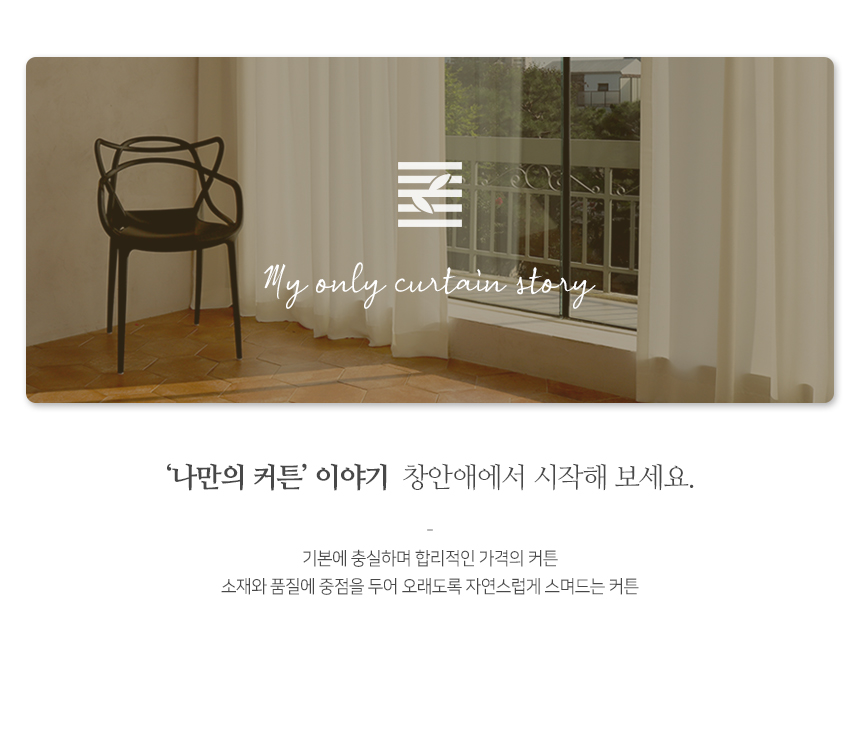 My only curtain story
‘나만의 커튼’ 이야기 창안애에서 시작해 보세요.
–
기본에 충실하며 합리적인 가격의 커튼
소재와 품질에 중점을 두어 오래도록 자연스럽게 스며드는 커튼